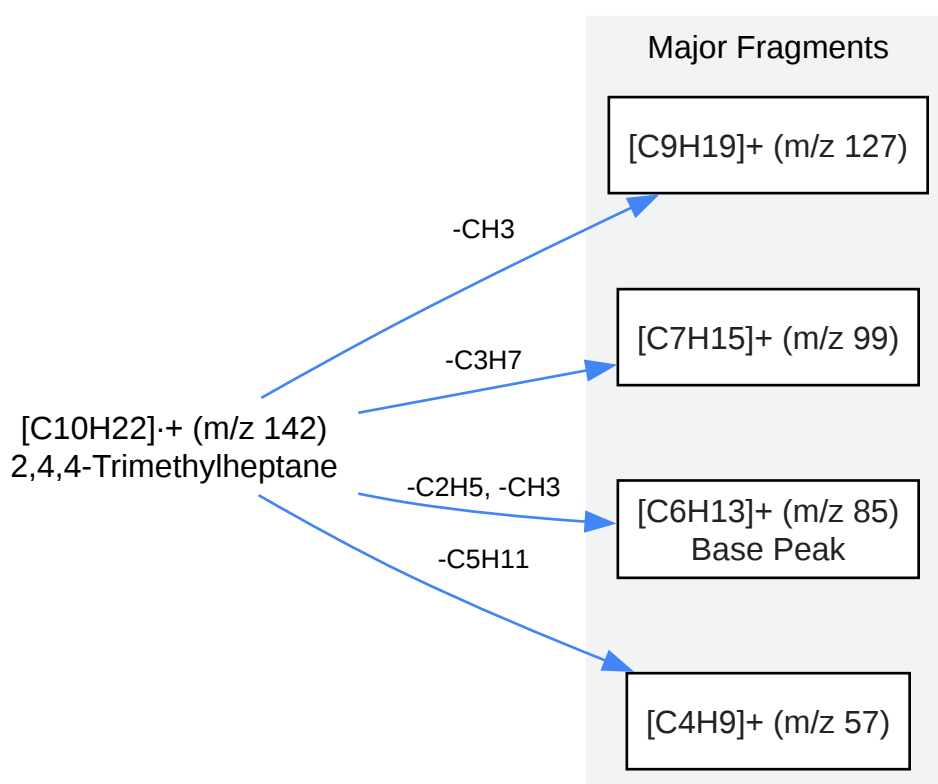 Major Fragments
[C9H19]+ (m/z 127)
-CH3
[C7H15]+ (m/z 99)
-C3H7
[C10H22]·+ (m/z 142)
2,4,4-Trimethylheptane
-C2H5, -CH3
[C6H13]+ (m/z 85)
Base Peak
-C5H11
[C4H9]+ (m/z 57)